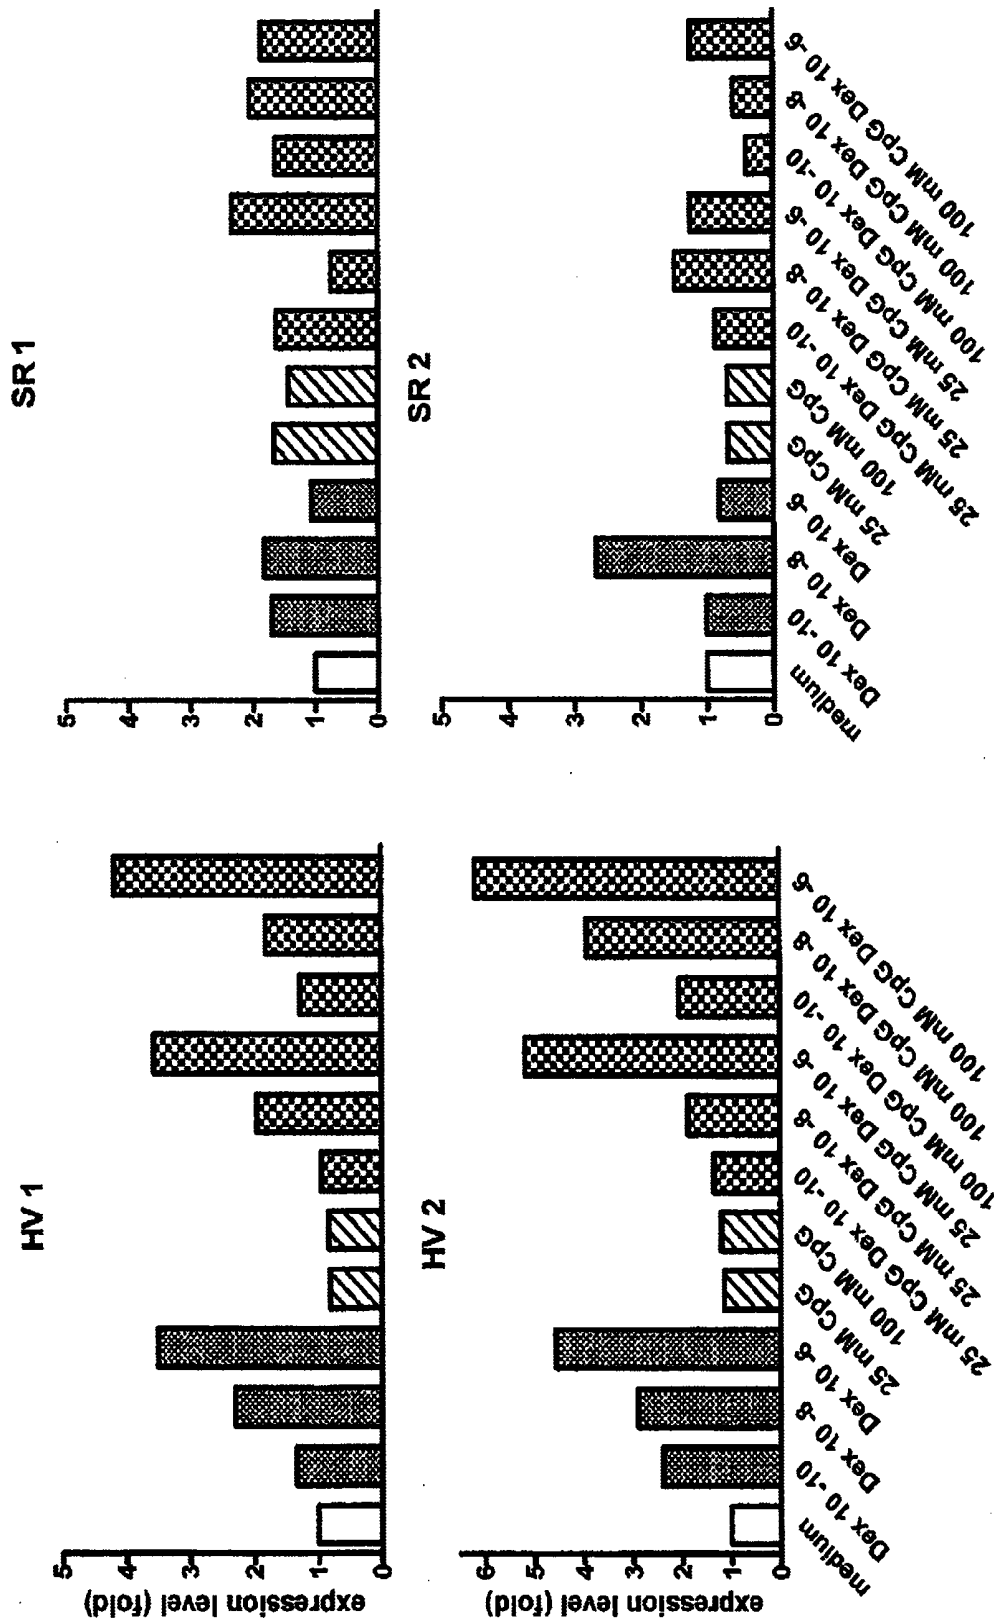 HV 1
SR 1
expression level (fold)
5
4
3
2
1
0
5
4
3
2
1
0
HV 2
SR 2
expression level (fold)
6
5
4
3
2
1
0
5
4
3
2
1
0
medium
Dex 10 -10
Dex 10 -8
Dex 10 -6
25 mM CpG
100 mM CpG
25 mM CpG Dex 10 -10
25 mM CpG Dex 10 -8
25 mM CpG Dex 10 -6
100 mM CpG Dex 10 -10
100 mM CpG Dex 10 -8
100 mM CpG Dex 10 -6
medium
Dex 10 -10
Dex 10 -8
Dex 10 -6
25 mM CpG
100 mM CpG
25 mM CpG Dex 10 -10
25 mM CpG Dex 10 -8
25 mM CpG Dex 10 -6
100 mM CpG Dex 10 -10
100 mM CpG Dex 10 -8
100 mM CpG Dex 10 -6